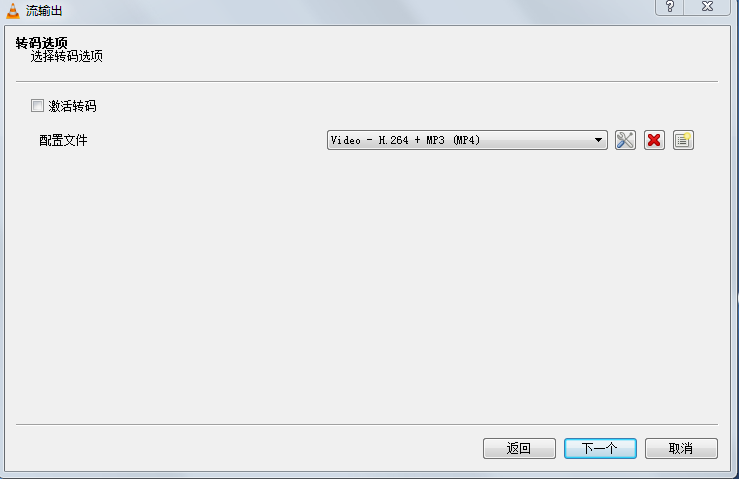 流输出
转码选项
选择转码选项
激活转码
配置文件 Video - H.264 + MP3 (MP4)
返回 下一个 取消